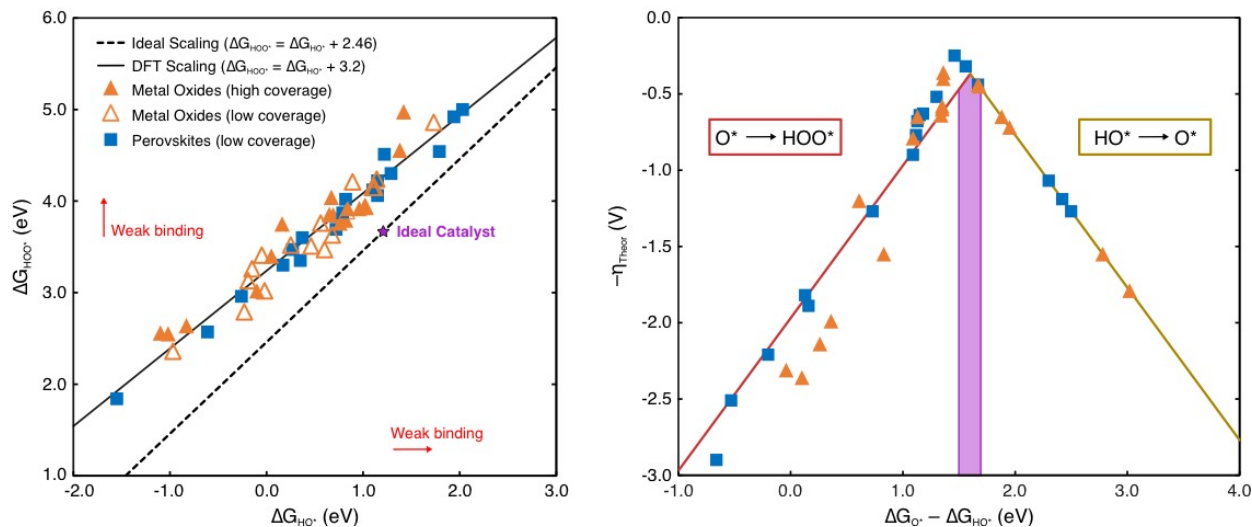 6.0
5.0
4.0
3.0
2.0
1.0
-2.0 -1.0 0.0 1.0 2.0 3.0
ΔG_HOO* (eV)
ΔG_HO* (eV)
Ideal Scaling (ΔG_HOO* = ΔG_HO* + 2.46)
DFT Scaling (ΔG_HOO* = ΔG_HO* + 3.2)
Metal Oxides (high coverage)
Metal Oxides (low coverage)
Perovskites (low coverage)
Weak binding
Ideal Catalyst
Weak binding
-0.0
-0.5
-1.0
-1.5
-2.0
-2.5
-3.0
-1.0 0.0 1.0 2.0 3.0 4.0
−η_Theor (V)
ΔG_O* − ΔG_HO* (eV)
O* → HOO*
HO* → O*